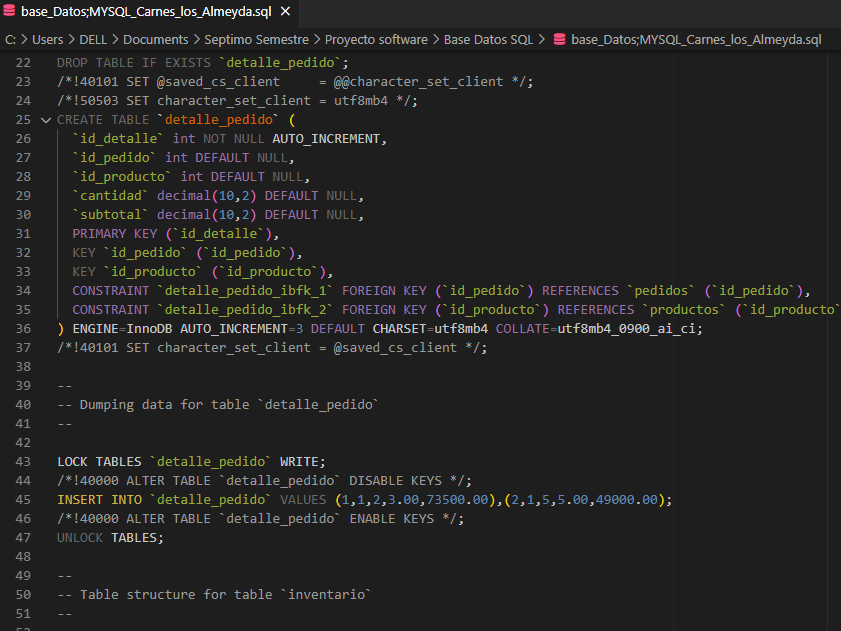 base_Datos;MYSQL_Carnes_los_Almeyda.sql ×
C: > Users > DELL > Documents > Septimo Semestre > Proyecto software > Base Datos SQL > base_Datos;MYSQL_Carnes_los_Almeyda.sql
22 DROP TABLE IF EXISTS `detalle_pedido`;
23 /*!40101 SET @saved_cs_client     = @@character_set_client */;
24 /*!50503 SET character_set_client = utf8mb4 */;
25 CREATE TABLE `detalle_pedido` (
26   `id_detalle` int NOT NULL AUTO_INCREMENT,
27   `id_pedido` int DEFAULT NULL,
28   `id_producto` int DEFAULT NULL,
29   `cantidad` decimal(10,2) DEFAULT NULL,
30   `subtotal` decimal(10,2) DEFAULT NULL,
31   PRIMARY KEY (`id_detalle`),
32   KEY `id_pedido` (`id_pedido`),
33   KEY `id_producto` (`id_producto`),
34   CONSTRAINT `detalle_pedido_ibfk_1` FOREIGN KEY (`id_pedido`) REFERENCES `pedidos` (`id_pedido`),
35   CONSTRAINT `detalle_pedido_ibfk_2` FOREIGN KEY (`id_producto`) REFERENCES `productos` (`id_producto`
36 ) ENGINE=InnoDB AUTO_INCREMENT=3 DEFAULT CHARSET=utf8mb4 COLLATE=utf8mb4_0900_ai_ci;
37 /*!40101 SET character_set_client = @saved_cs_client */;
38
39 --
40 -- Dumping data for table `detalle_pedido`
41 --
42
43 LOCK TABLES `detalle_pedido` WRITE;
44 /*!40000 ALTER TABLE `detalle_pedido` DISABLE KEYS */;
45 INSERT INTO `detalle_pedido` VALUES (1,1,2,3.00,73500.00),(2,1,5,5.00,49000.00);
46 /*!40000 ALTER TABLE `detalle_pedido` ENABLE KEYS */;
47 UNLOCK TABLES;
48
49 --
50 -- Table structure for table `inventario`
51 --